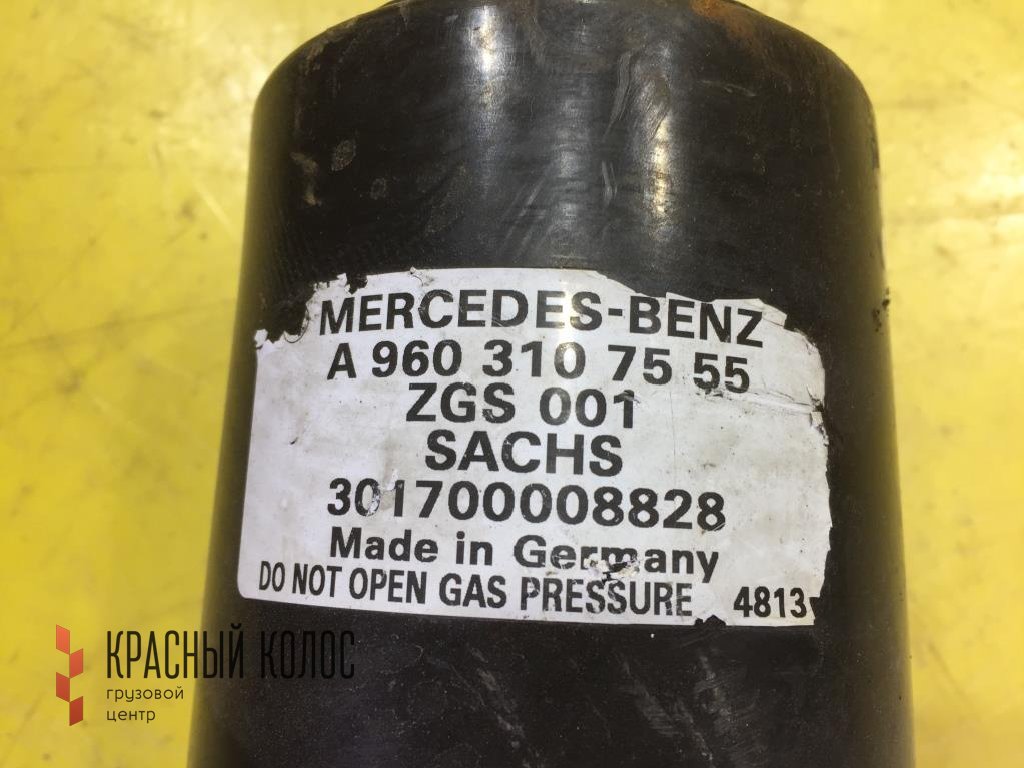 MERCEDES-BENZ
A 960 310 75 55
ZGS 001
SACHS
301700008828
Made in Germany
DO NOT OPEN GAS PRESSURE 4813
КРАСНЫЙ КОЛОС
грузовой
центр